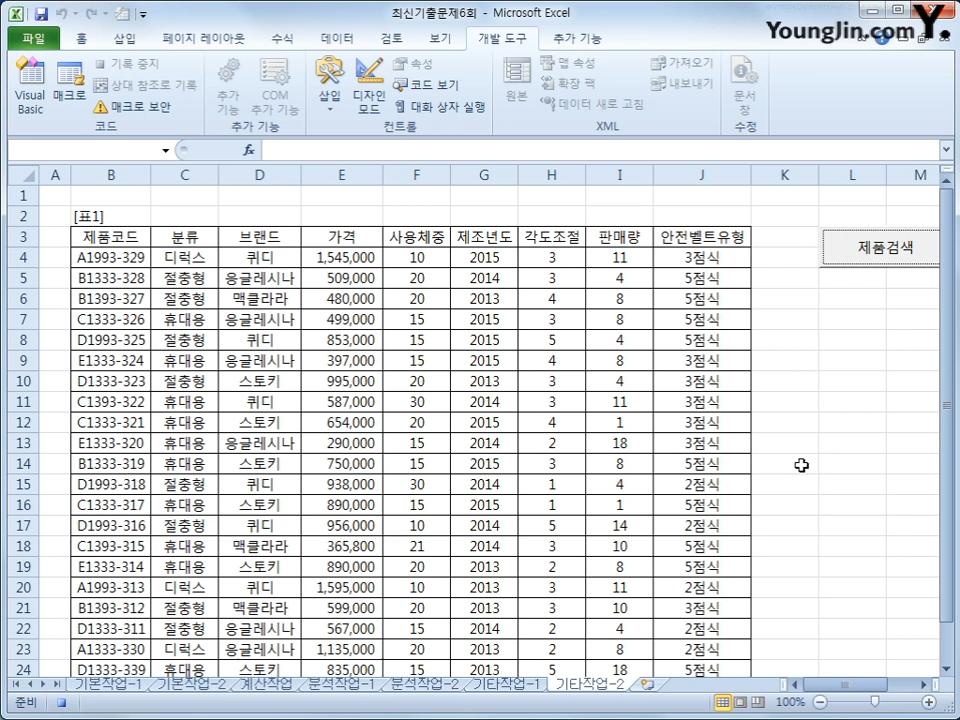 최신기출문제6회 - Microsoft Excel
Younglin.com Y.
파일 홈 삽입 페이지 레이아웃 수식 데이터 검토 보기 개발 도구 추가 기능
Visual Basic
매크로
기록 중지
상대 참조로 기록
매크로 보안
코드
추가 기능
COM 추가 기능
추가 기능
삽입
디자인 모드
속성
코드 보기
대화 상자 실행
컨트롤
원본
맵 속성
확장 팩
데이터 새로 고침
가져오기
내보내기
XML
문서 창
수정
fx
A B C D E F G H I J K L M
1
2 [표1]
3 제품코드 분류 브랜드 가격 사용체중 제조년도 각도조절 판매량 안전벨트유형
제품검색
4 A1993-329 디럭스 퀴디 1,545,000 10 2015 3 11 3점식
5 B1333-328 절충형 응글레시나 509,000 20 2014 3 4 5점식
6 B1393-327 절충형 맥클라라 480,000 20 2013 4 8 5점식
7 C1333-326 휴대용 응글레시나 499,000 15 2015 3 8 5점식
8 D1993-325 절충형 퀴디 853,000 15 2015 5 4 5점식
9 E1333-324 휴대용 응글레시나 397,000 15 2015 4 8 3점식
10 D1333-323 절충형 스토키 995,000 20 2013 3 4 3점식
11 C1393-322 휴대용 퀴디 587,000 30 2014 3 11 3점식
12 C1333-321 휴대용 스토키 654,000 20 2015 4 1 3점식
13 E1333-320 휴대용 응글레시나 290,000 15 2014 2 18 3점식
14 B1333-319 휴대용 스토키 750,000 15 2015 3 8 5점식
15 D1993-318 절충형 퀴디 938,000 30 2014 1 4 2점식
16 C1333-317 휴대용 스토키 890,000 15 2015 1 1 5점식
17 D1993-316 절충형 퀴디 956,000 10 2014 5 14 2점식
18 C1393-315 휴대용 맥클라라 365,800 21 2014 3 10 5점식
19 E1333-314 휴대용 스토키 890,000 20 2013 2 8 5점식
20 A1993-313 디럭스 퀴디 1,595,000 10 2013 3 11 2점식
21 B1393-312 절충형 맥클라라 599,000 20 2013 3 10 3점식
22 D1333-311 절충형 응글레시나 567,000 15 2014 2 4 2점식
23 A1333-330 디럭스 응글레시나 1,135,000 20 2013 2 8 2점식
24 D1333-339 휴대용 스토키 835,000 15 2013 5 18 5점식
기본작업-1 기본작업-2 계산작업 분석작업-1 분석작업-2 기타작업-1 기타작업-2
준비 100%